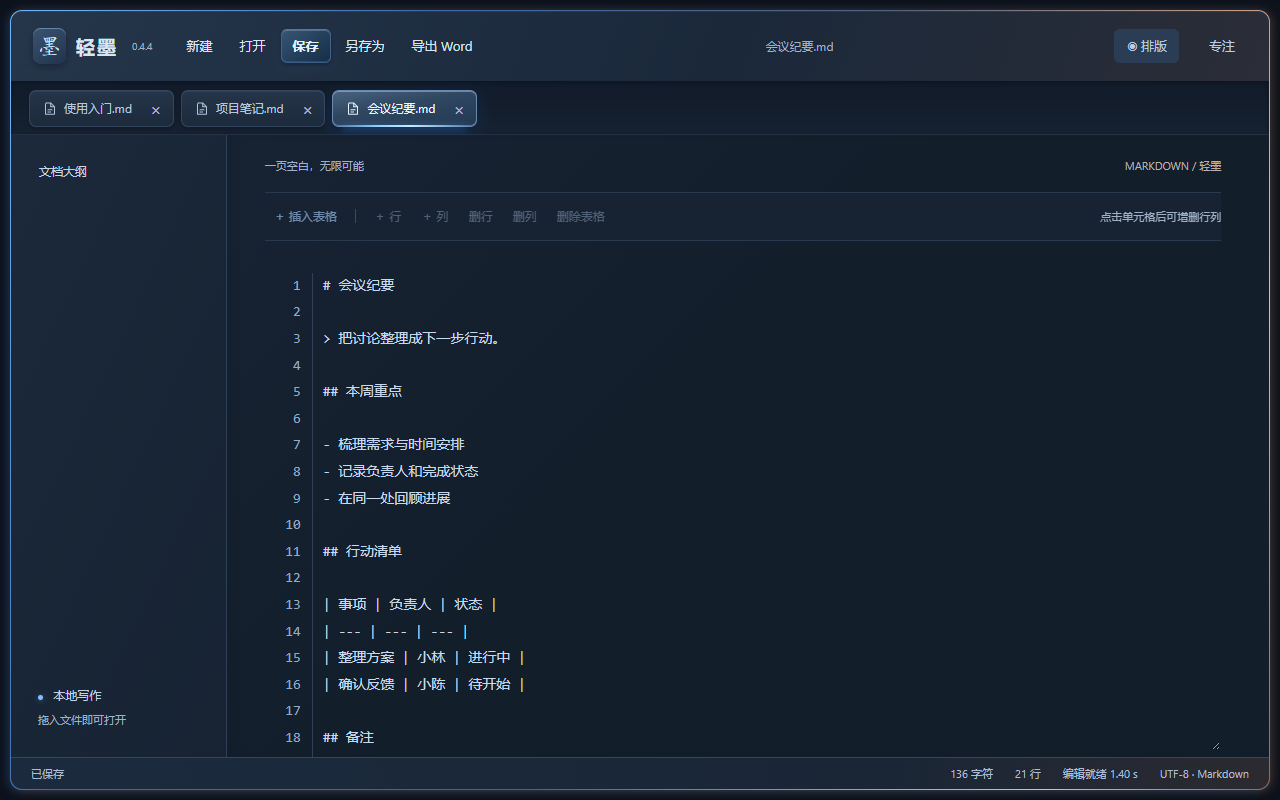 墨 轻墨 0.4.4 新建 打开 保存 另存为 导出 Word 会议纪要.md ◉ 排版 专注
使用入门.md × 项目笔记.md × 会议纪要.md ×
文档大纲
一页空白，无限可能 MARKDOWN / 轻墨
+ 插入表格 + 行 + 列 删行 删列 删除表格 点击单元格后可增删行列
1 # 会议纪要
2
3 > 把讨论整理成下一步行动。
4
5 ## 本周重点
6
7 - 梳理需求与时间安排
8 - 记录负责人和完成状态
9 - 在同一处回顾进展
10
11 ## 行动清单
12
13 | 事项 | 负责人 | 状态 |
14 | --- | --- | --- |
15 | 整理方案 | 小林 | 进行中 |
16 | 确认反馈 | 小陈 | 待开始 |
17
18 ## 备注
本地写作
拖入文件即可打开
已保存 136 字符 21 行 编辑就绪 1.40 s UTF-8 · Markdown